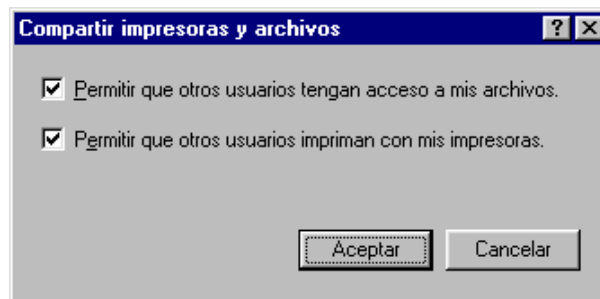 Compartir impresoras y archivos
Permitir que otros usuarios tengan acceso a mis archivos.
Permitir que otros usuarios impriman con mis impresoras.
Aceptar Cancelar